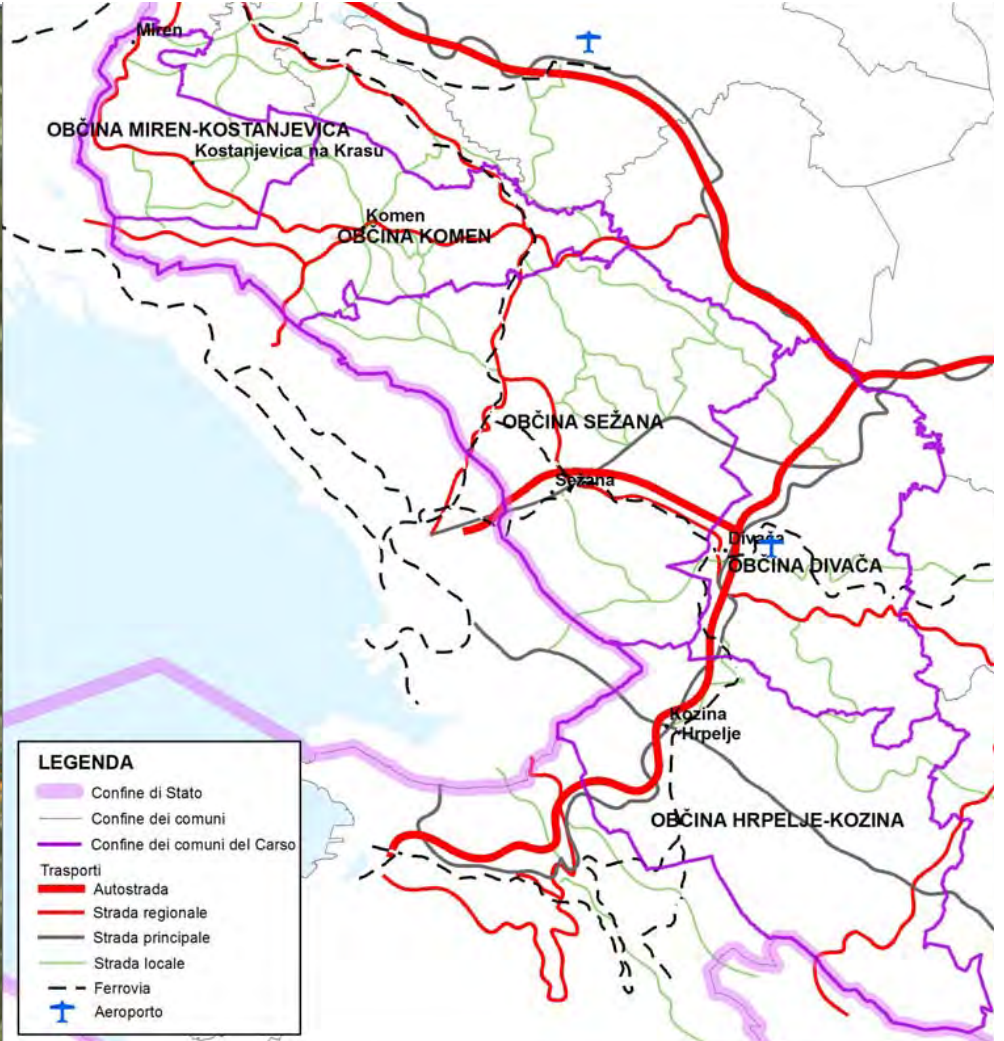 Miren
OBČINA MIREN-KOSTANJEVICA
Kostanjevica na Krasu
Komen
OBČINA KOMEN
OBČINA SEŽANA
Sežana
Divača
OBČINA DIVAČA
Kozina
Hrpelje
OBČINA HRPELJE-KOZINA
LEGENDA
Confine di Stato
Confine dei comuni
Confine dei comuni del Carso
Trasporti
Autostrada
Strada regionale
Strada principale
Strada locale
Ferrovia
Aeroporto